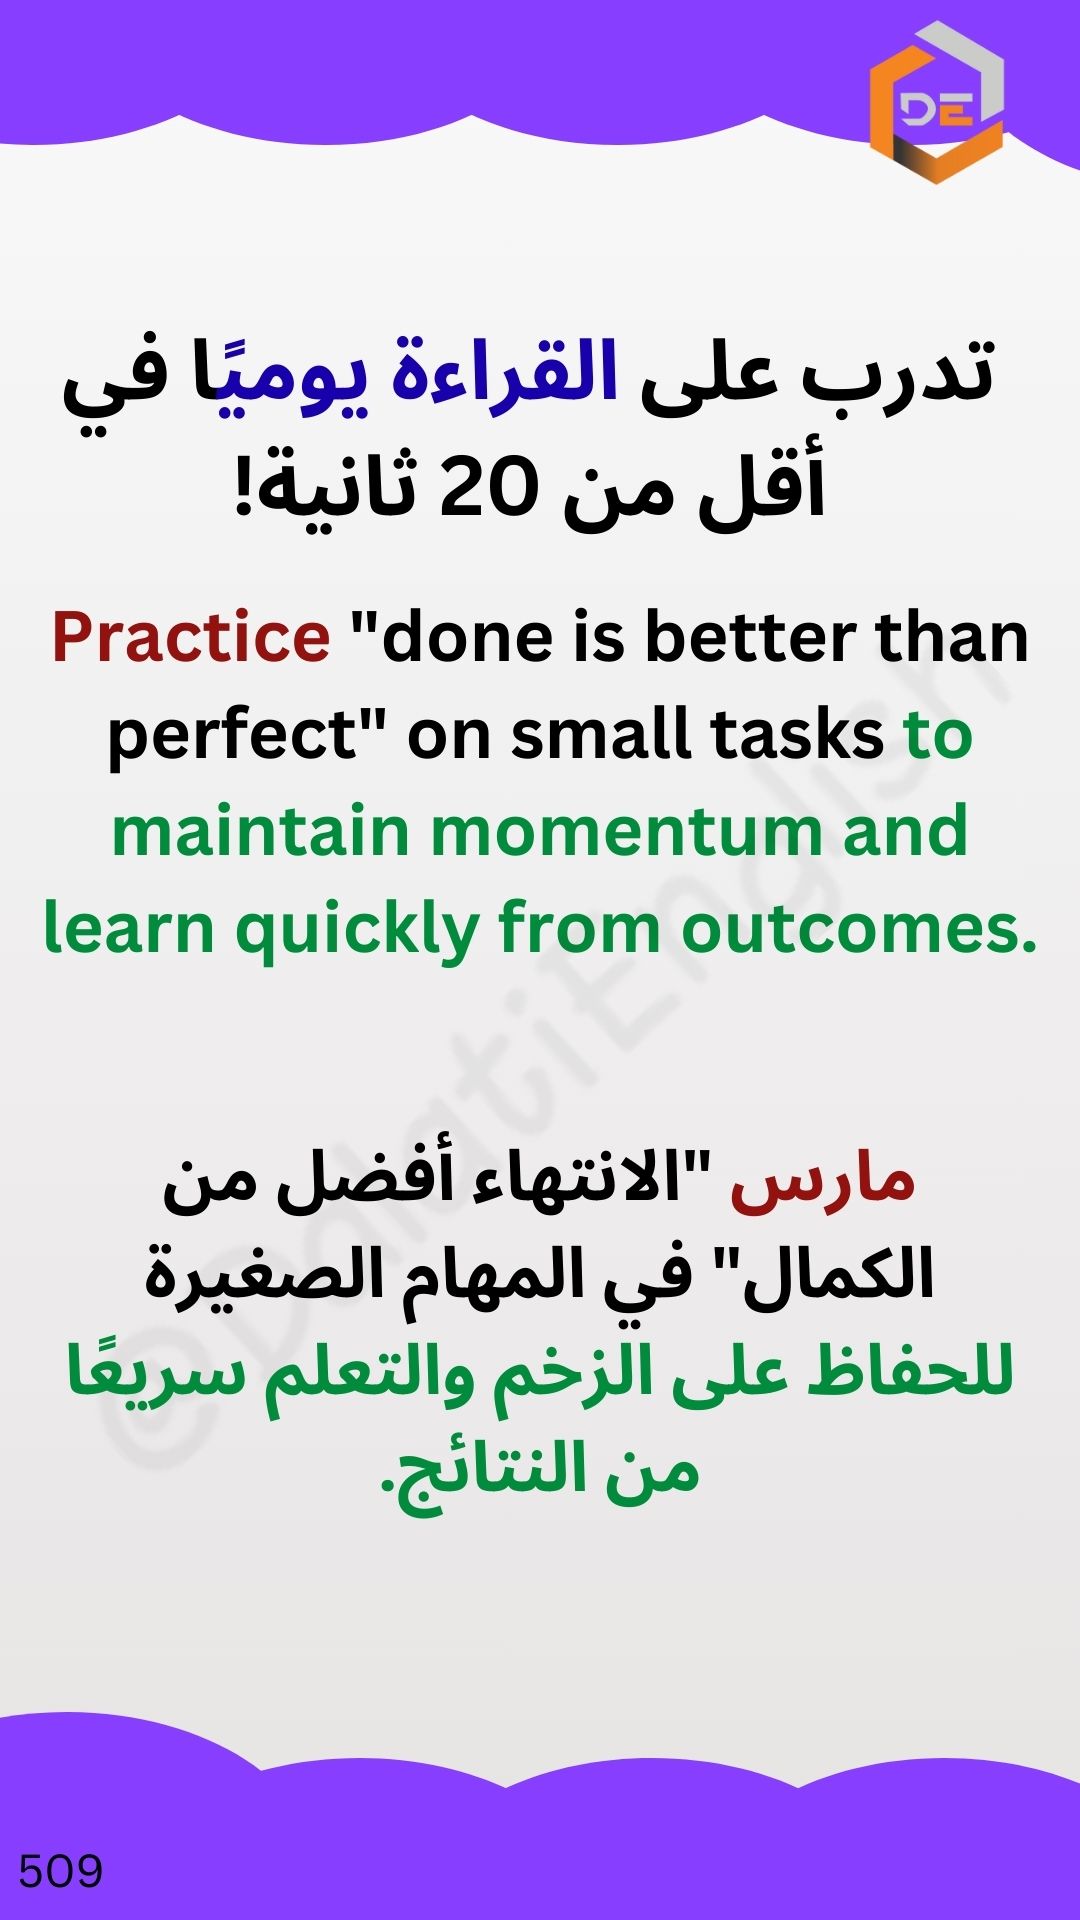 DE
تدرب على القراءة يوميًا في
أقل من 20 ثانية!
Practice "done is better than
perfect" on small tasks to
maintain momentum and
learn quickly from outcomes.
@DalatiEnglish
مارس "الانتهاء أفضل من
الكمال" في المهام الصغيرة
للحفاظ على الزخم والتعلم سريعًا
من النتائج.
509